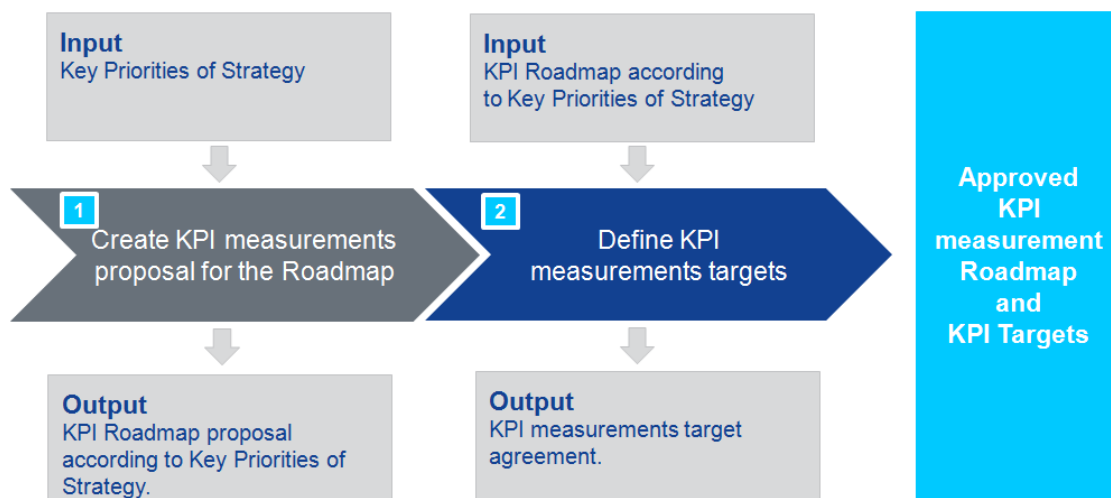 Input
Key Priorities of Strategy
Input
KPI Roadmap according
to Key Priorities of Strategy
1
Create KPI measurements
proposal for the Roadmap
2
Define KPI
measurements targets
Output
KPI Roadmap proposal
according to Key Priorities of
Strategy.
Output
KPI measurements target
agreement.
Approved
KPI
measurement
Roadmap
and
KPI Targets